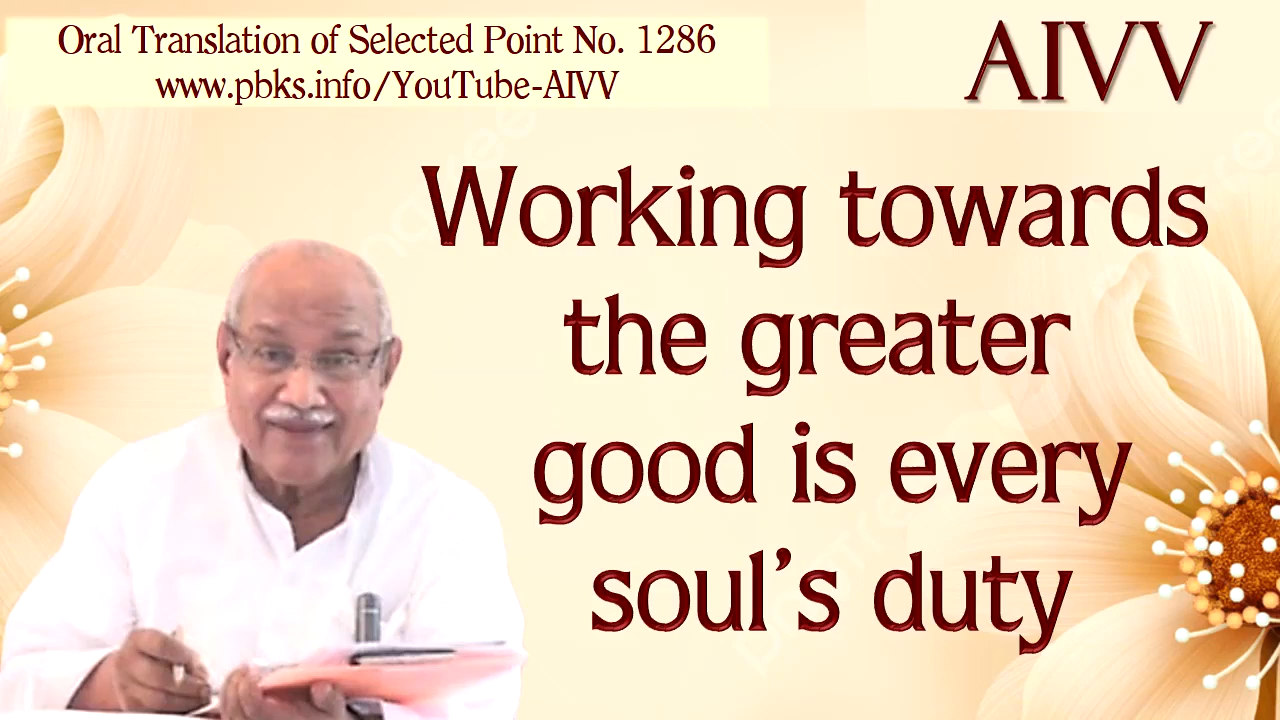 Oral Translation of Selected Point No. 1286
www.pbks.info/YouTube-AIVV
AIVV
Working towards
the greater
good is every
soul's duty